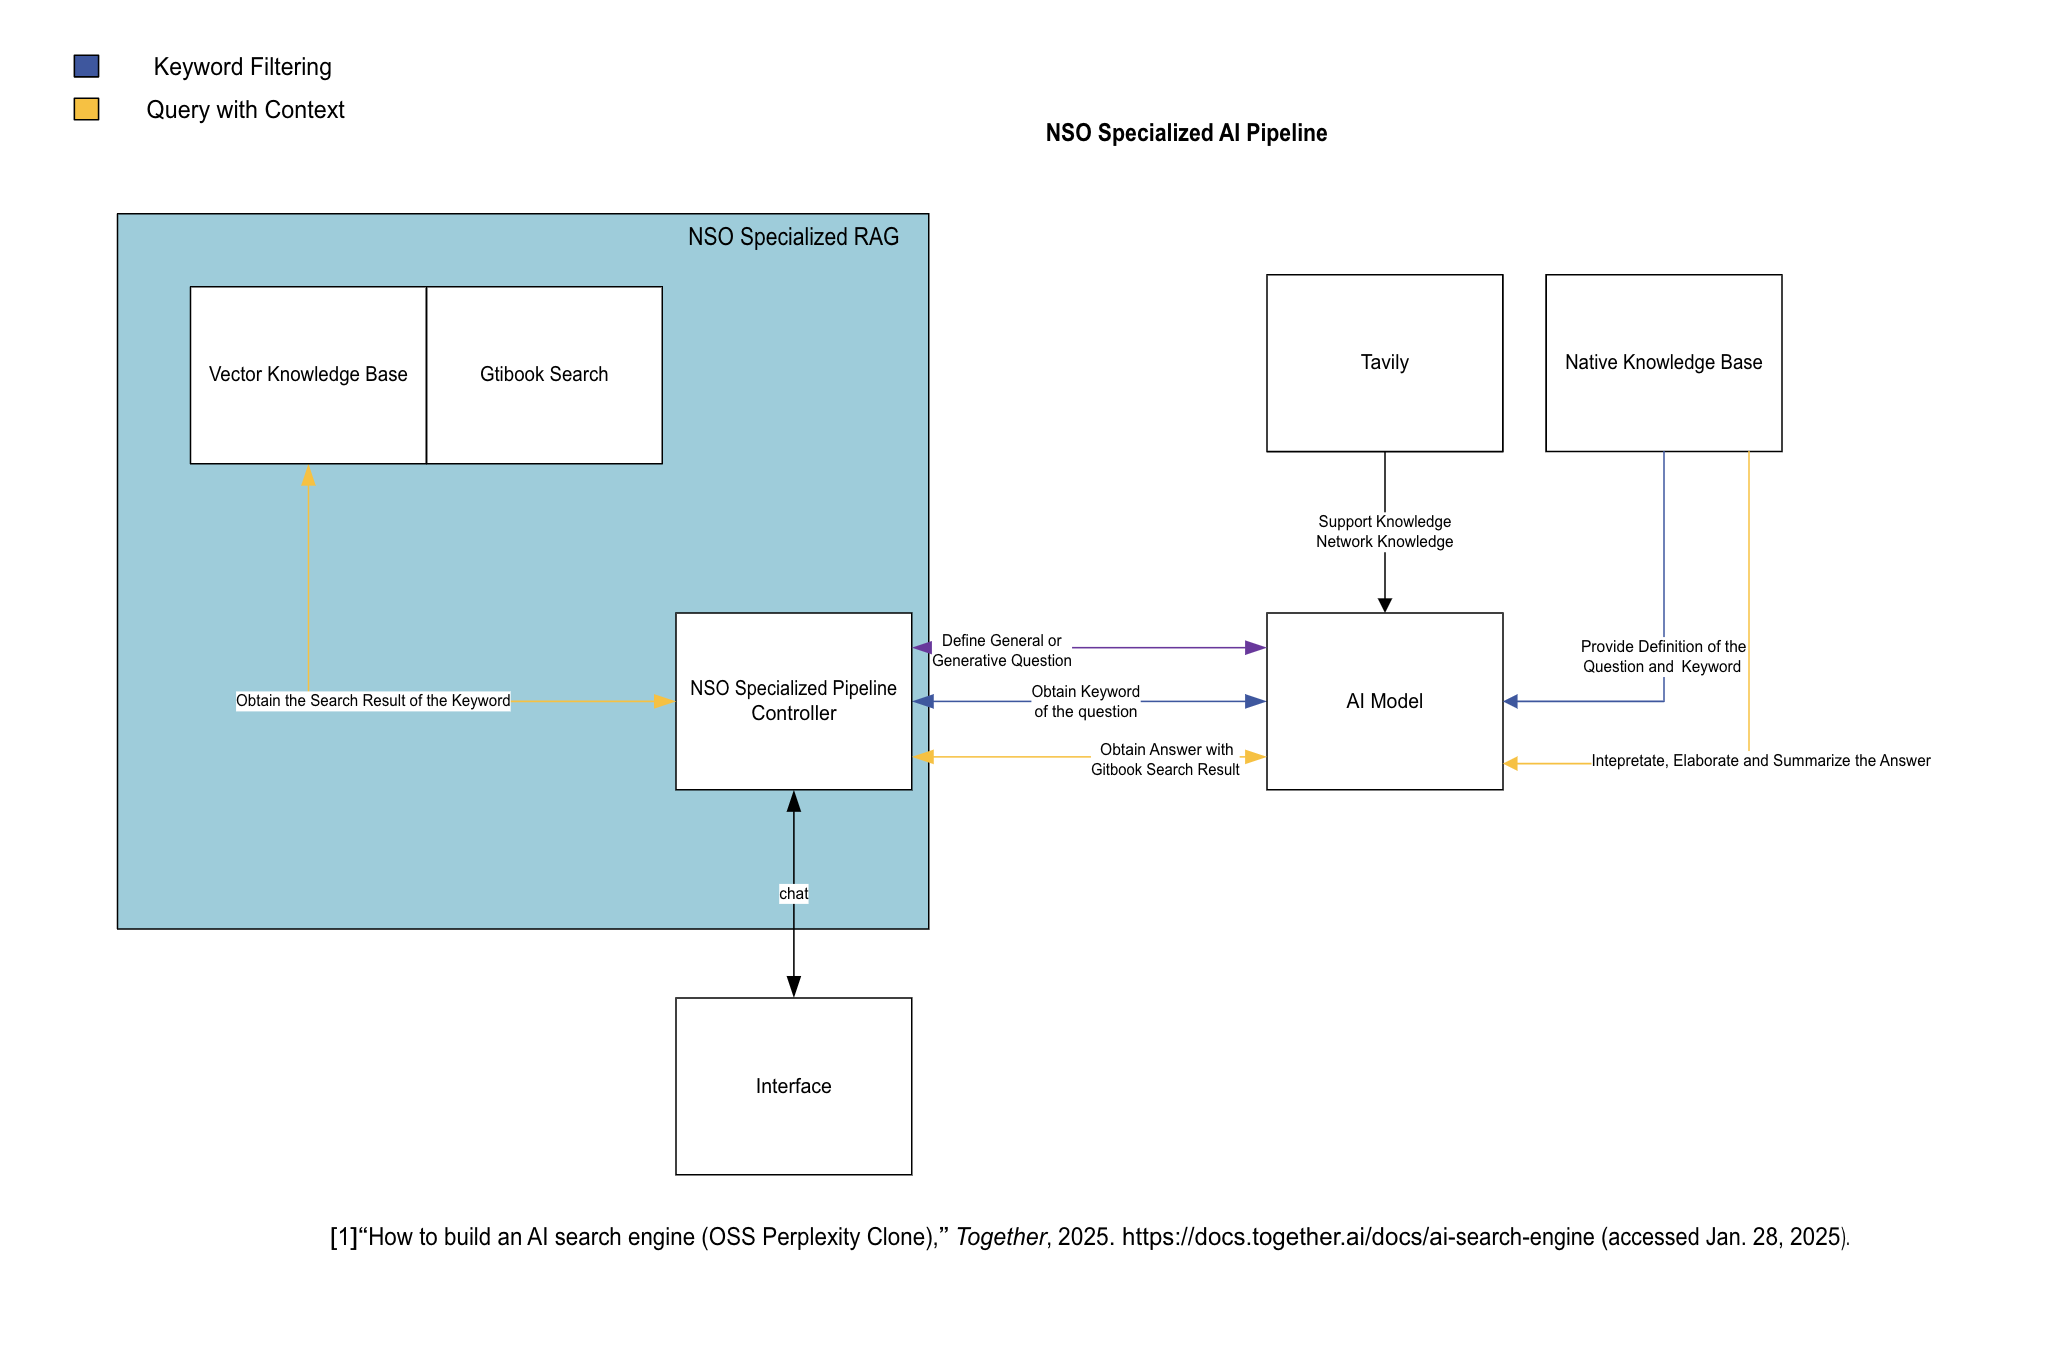 Keyword Filtering
Query with Context
NSO Specialized AI Pipeline
NSO Specialized RAG
Vector Knowledge Base
Gtibook Search
Tavily
Native Knowledge Base
Support Knowledge
Network Knowledge
Define General or
Generative Question
Provide Definition of the
Question and Keyword
Obtain the Search Result of the Keyword
NSO Specialized Pipeline
Controller
Obtain Keyword
of the question
AI Model
Obtain Answer with
Gitbook Search Result
Intepretate, Elaborate and Summarize the Answer
chat
Interface
[1]“How to build an AI search engine (OSS Perplexity Clone),” Together, 2025. https://docs.together.ai/docs/ai-search-engine (accessed Jan. 28, 2025).